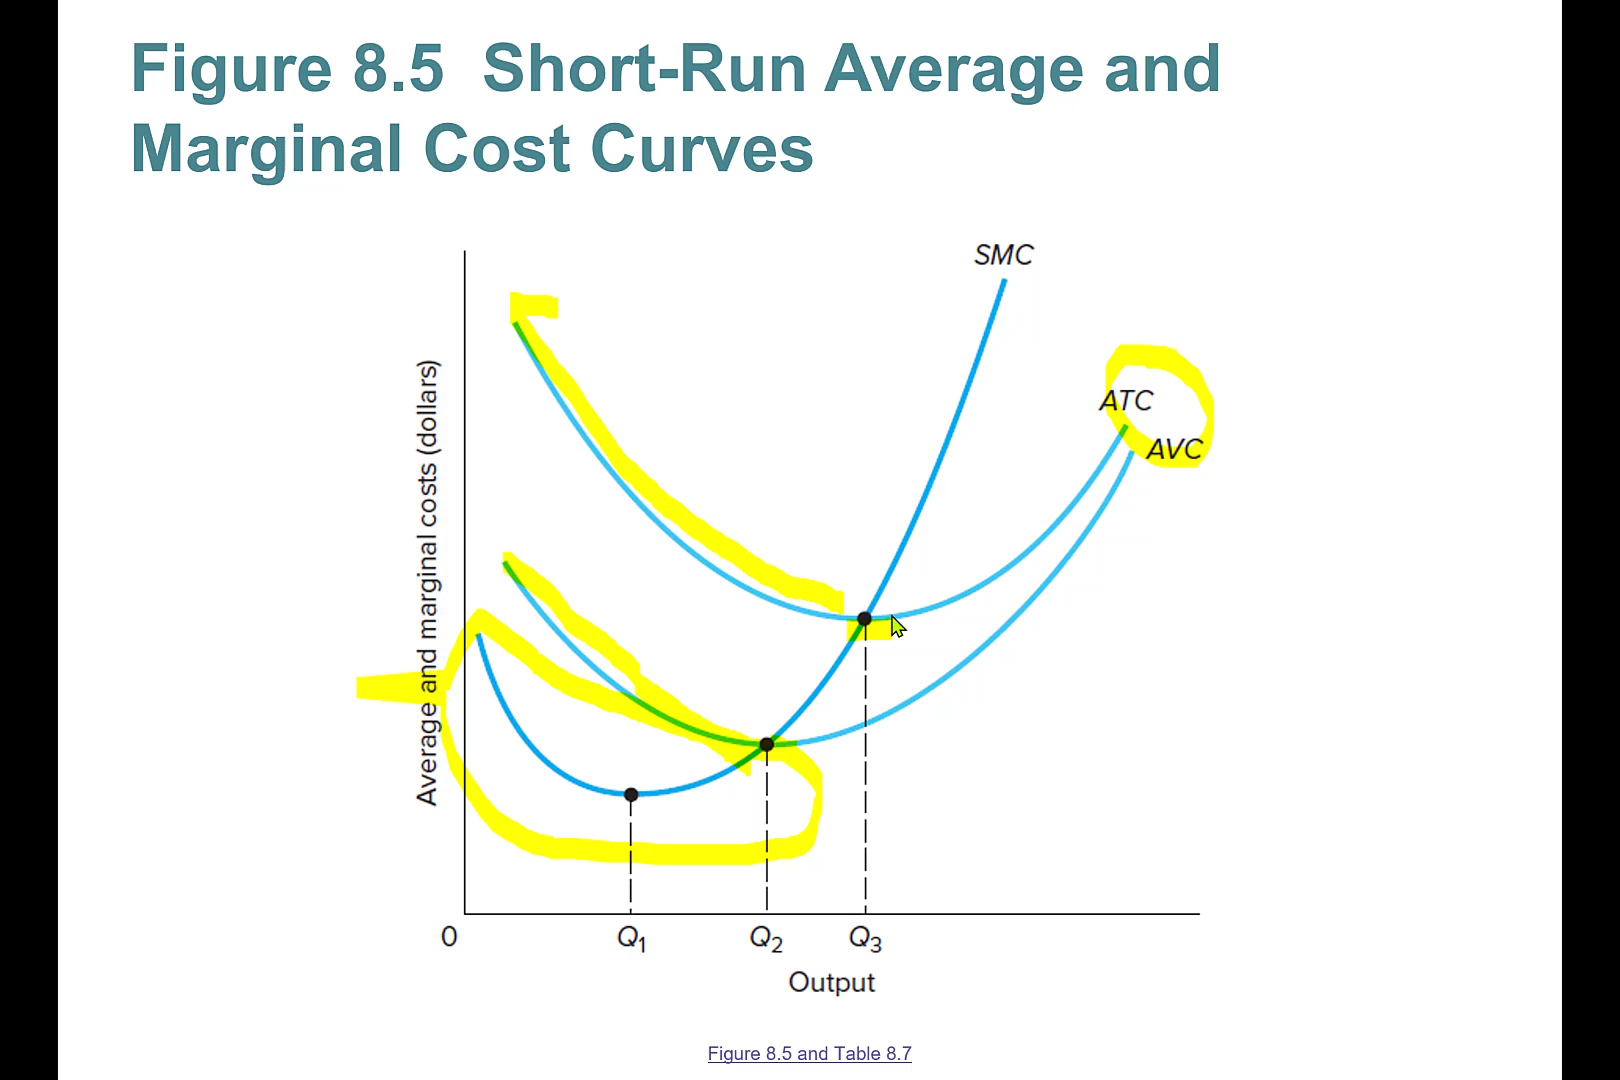 Figure 8.5 Short-Run Average and
Marginal Cost Curves
SMC
ATC
AVC
Average and marginal costs (dollars)
0
Q1
Q2
Q3
Output
Figure 8.5 and Table 8.7